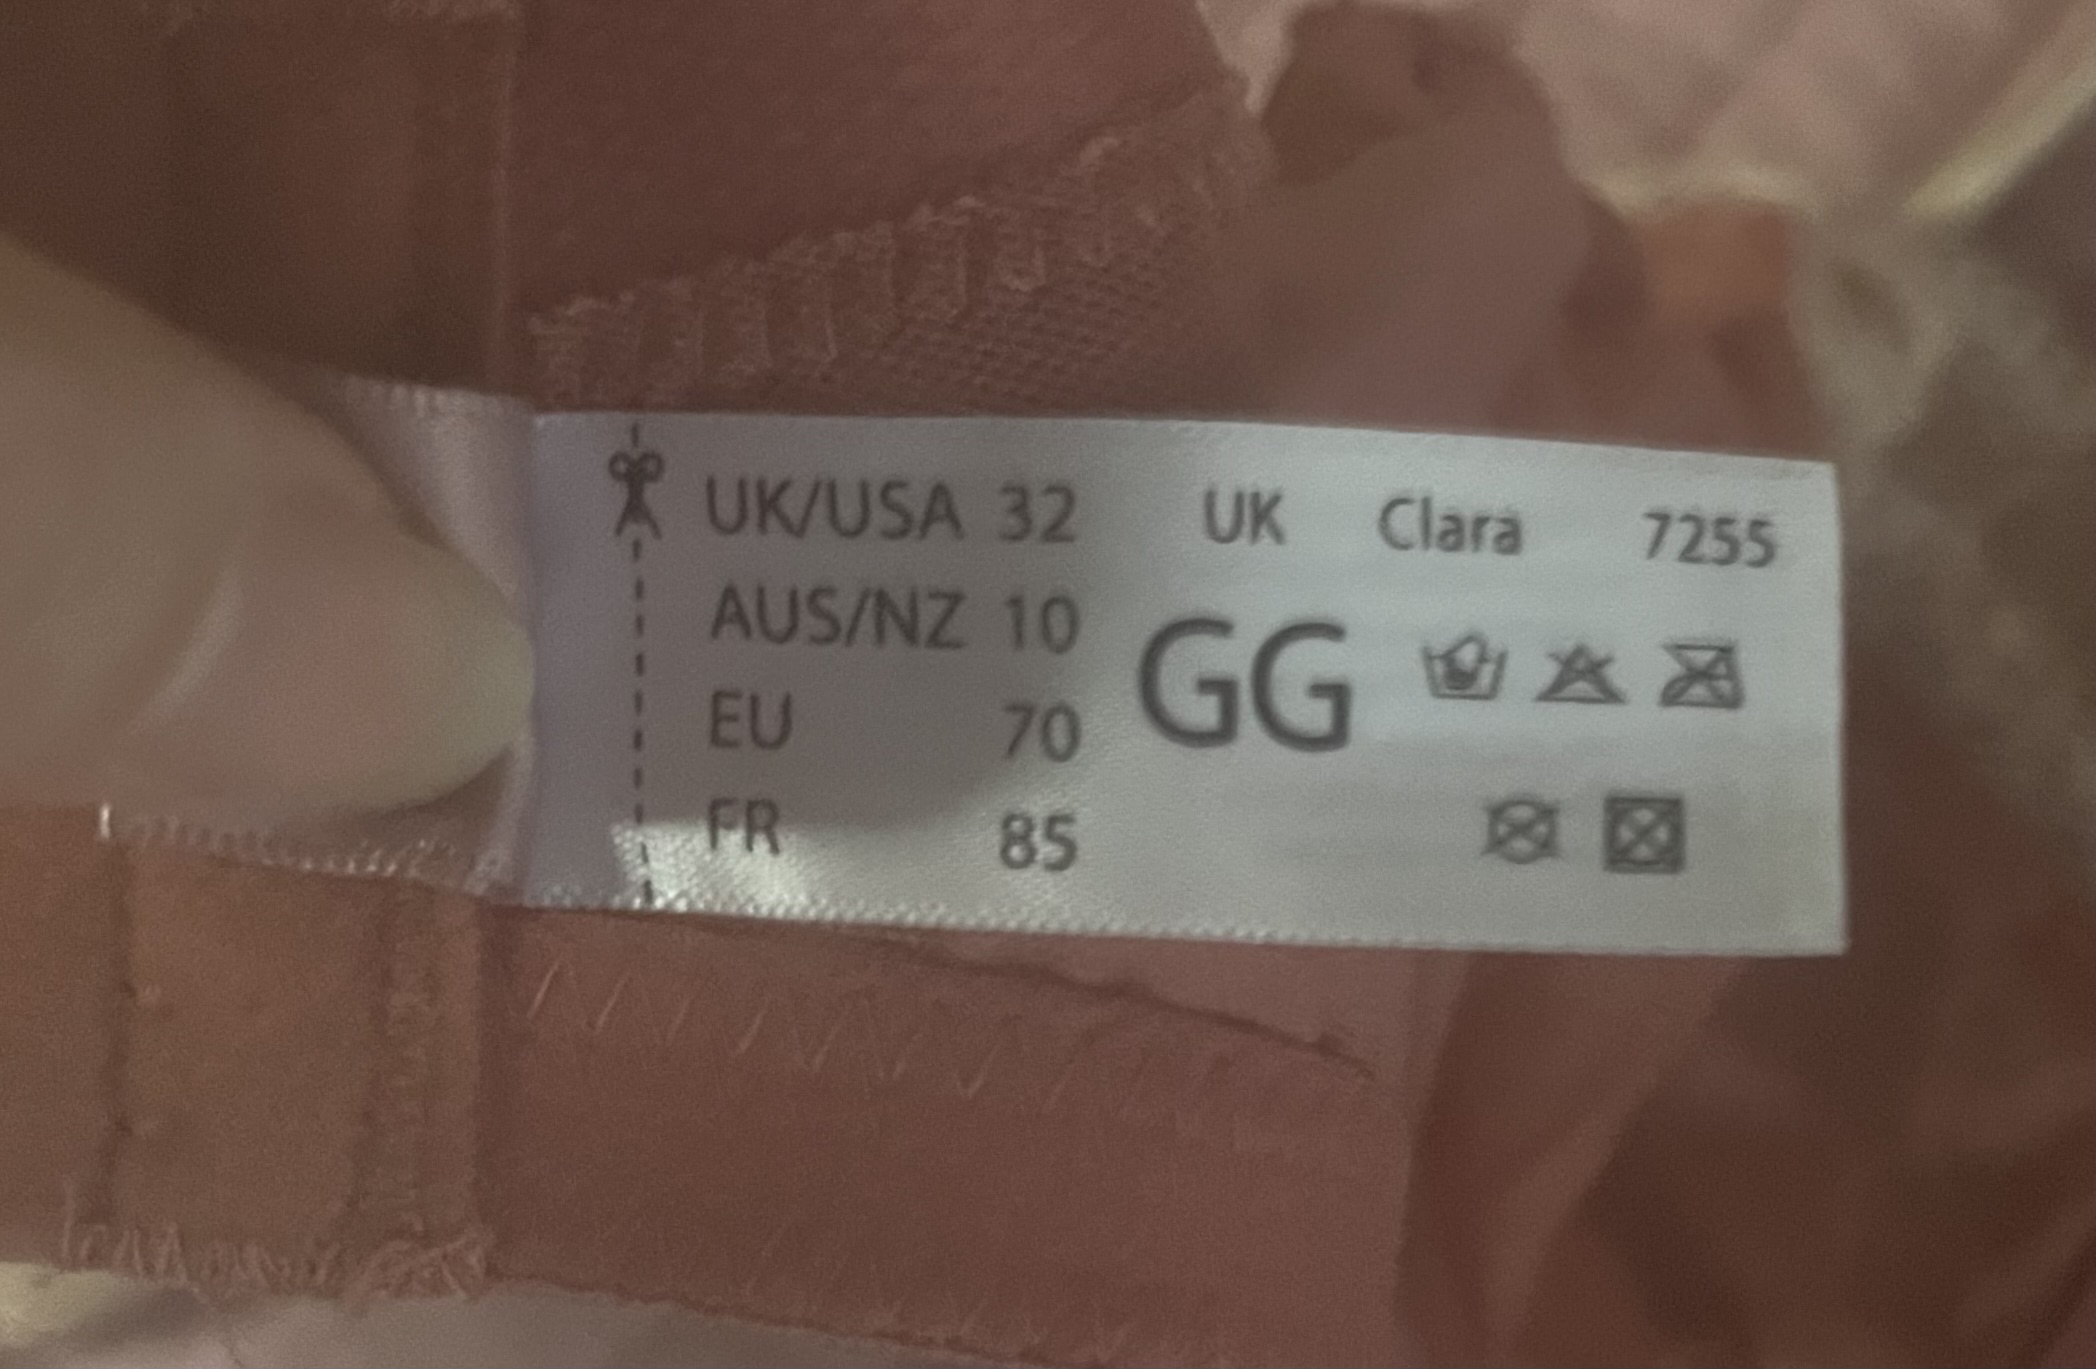 UK/USA 32 UK Clara 7255
AUS/NZ 10
GG
EU 70
FR 85